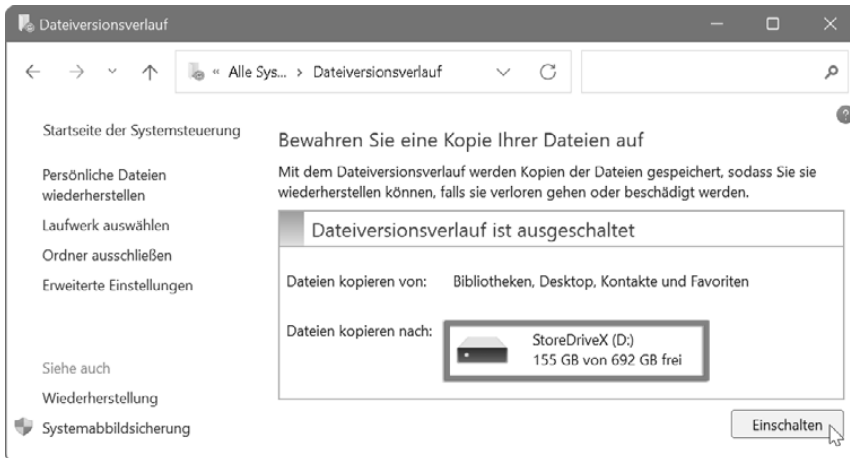 Dateiversionsverlauf
« Alle Sys... > Dateiversionsverlauf
?
Startseite der Systemsteuerung
Persönliche Dateien
wiederherstellen
Laufwerk auswählen
Ordner ausschließen
Erweiterte Einstellungen
Siehe auch
Wiederherstellung
Systemabbildsicherung
Bewahren Sie eine Kopie Ihrer Dateien auf
Mit dem Dateiversionsverlauf werden Kopien der Dateien gespeichert, sodass Sie sie
wiederherstellen können, falls sie verloren gehen oder beschädigt werden.
Dateiversionsverlauf ist ausgeschaltet
Dateien kopieren von: Bibliotheken, Desktop, Kontakte und Favoriten
Dateien kopieren nach: StoreDriveX (D:)
155 GB von 692 GB frei
Einschalten